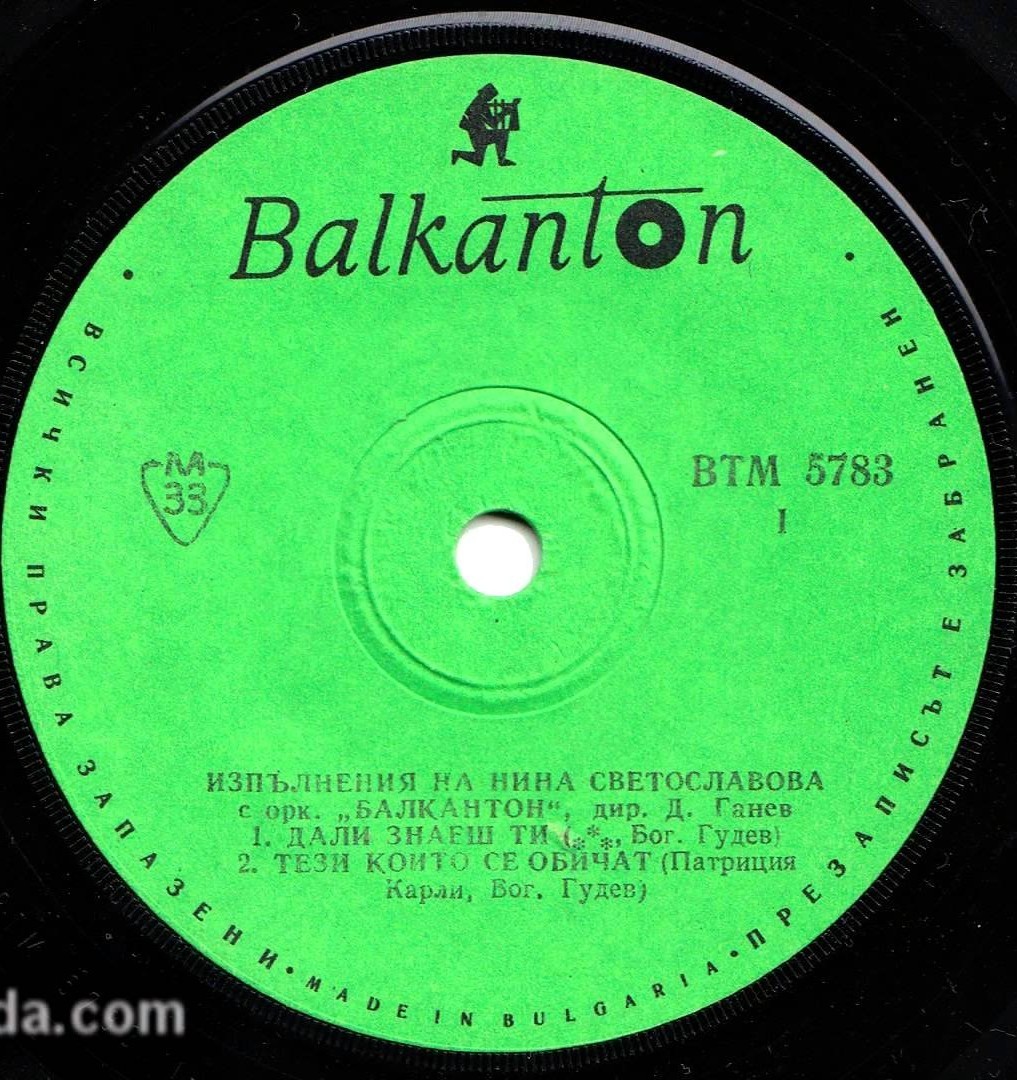 Balkanton
ВСИЧКИ ПРАВА ЗАПАЗЕНИ • MADE IN BULGARIA • ПРЕЗАПИСЪТ Е ЗАБРАНЕН
М
33
ВТМ 5783
I
ИЗПЪЛНЕНИЯ НА НИНА СВЕТОСЛАВОВА
с орк. „БАЛКАНТОН“, дир. Д. Ганев
1. ДАЛИ ЗНАЕШ ТИ (***, Бог. Гудев)
2. ТЕЗИ КОИТО СЕ ОБИЧАТ (Патриция
Карли, Бог. Гудев)
da.com